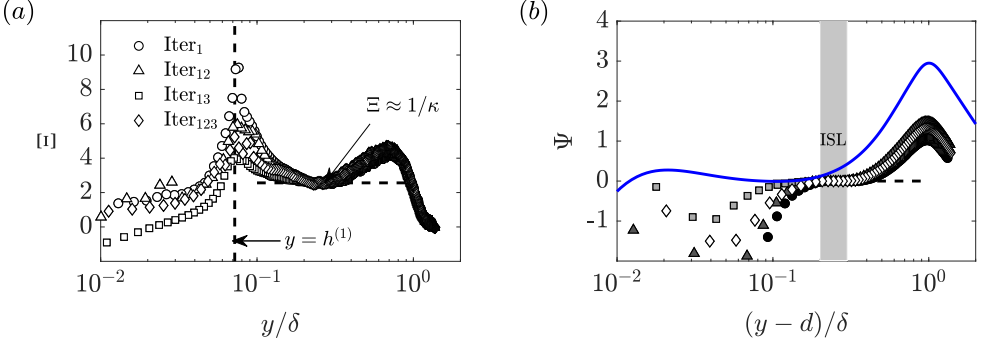 (a)
10
8
6
4
2
0
Ξ
Iter₁
Iter₁₂
Iter₁₃
Iter₁₂₃
Ξ ≈ 1/κ
y = h⁽¹⁾
10⁻²
10⁻¹
10⁰
y/δ
(b)
4
3
2
1
0
-1
Ψ
ISL
10⁻²
10⁻¹
10⁰
(y − d)/δ